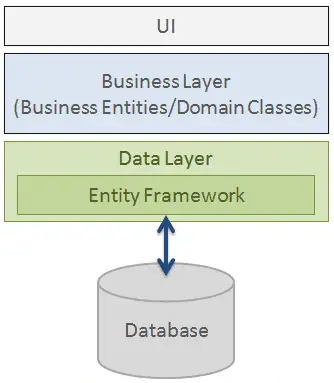 UI
Business Layer
(Business Entities/Domain Classes)
Data Layer
Entity Framework
Database